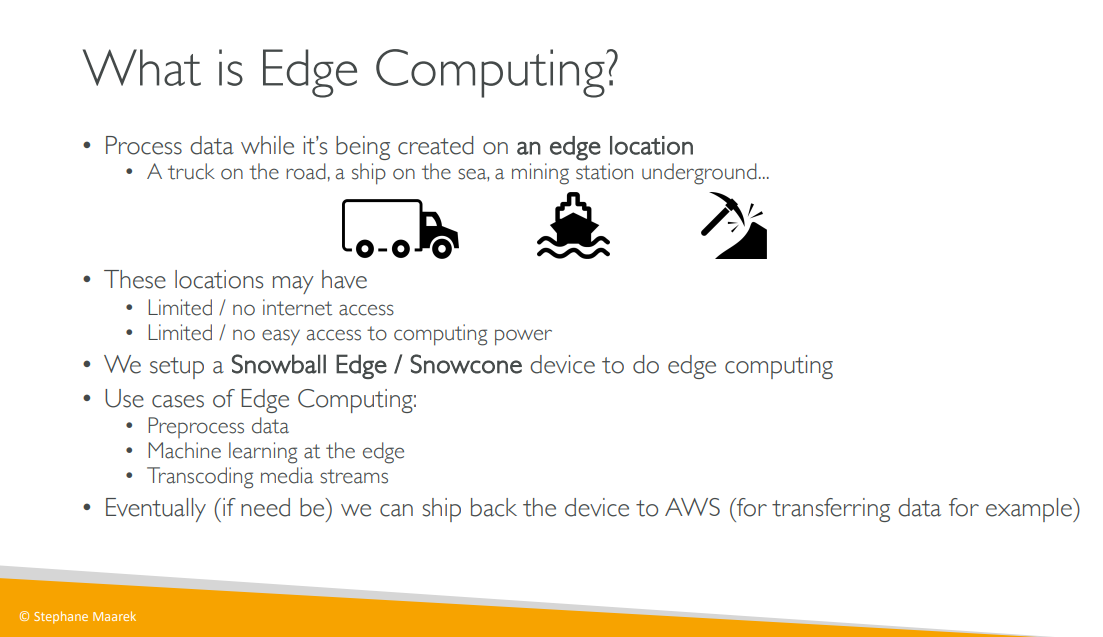 What is Edge Computing?
• Process data while it's being created on an edge location
• A truck on the road, a ship on the sea, a mining station underground...
• These locations may have
• Limited / no internet access
• Limited / no easy access to computing power
• We setup a Snowball Edge / Snowcone device to do edge computing
• Use cases of Edge Computing:
• Preprocess data
• Machine learning at the edge
• Transcoding media streams
• Eventually (if need be) we can ship back the device to AWS (for transferring data for example)
© Stephane Maarek